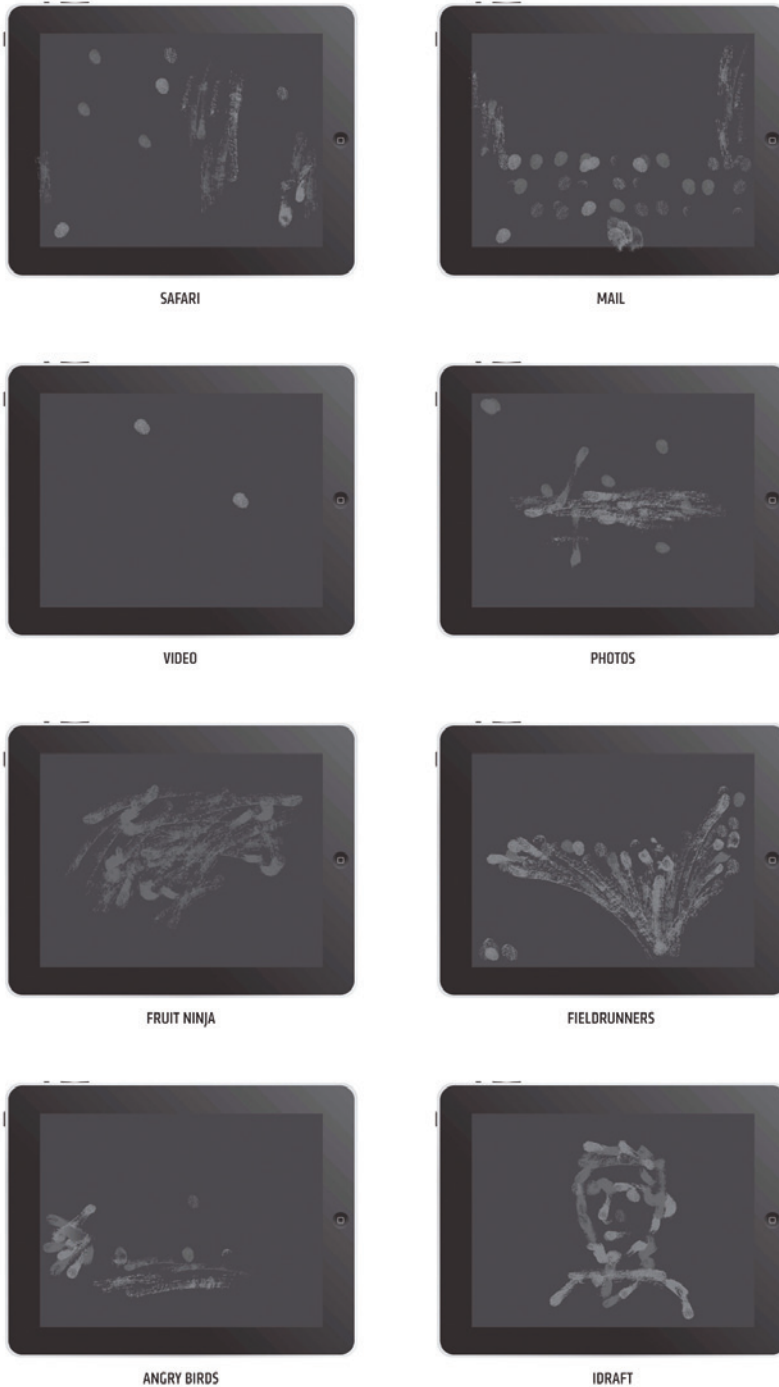 SAFARI
MAIL
VIDEO
PHOTOS
FRUIT NINJA
FIELDRUNNERS
ANGRY BIRDS
IDRAFT